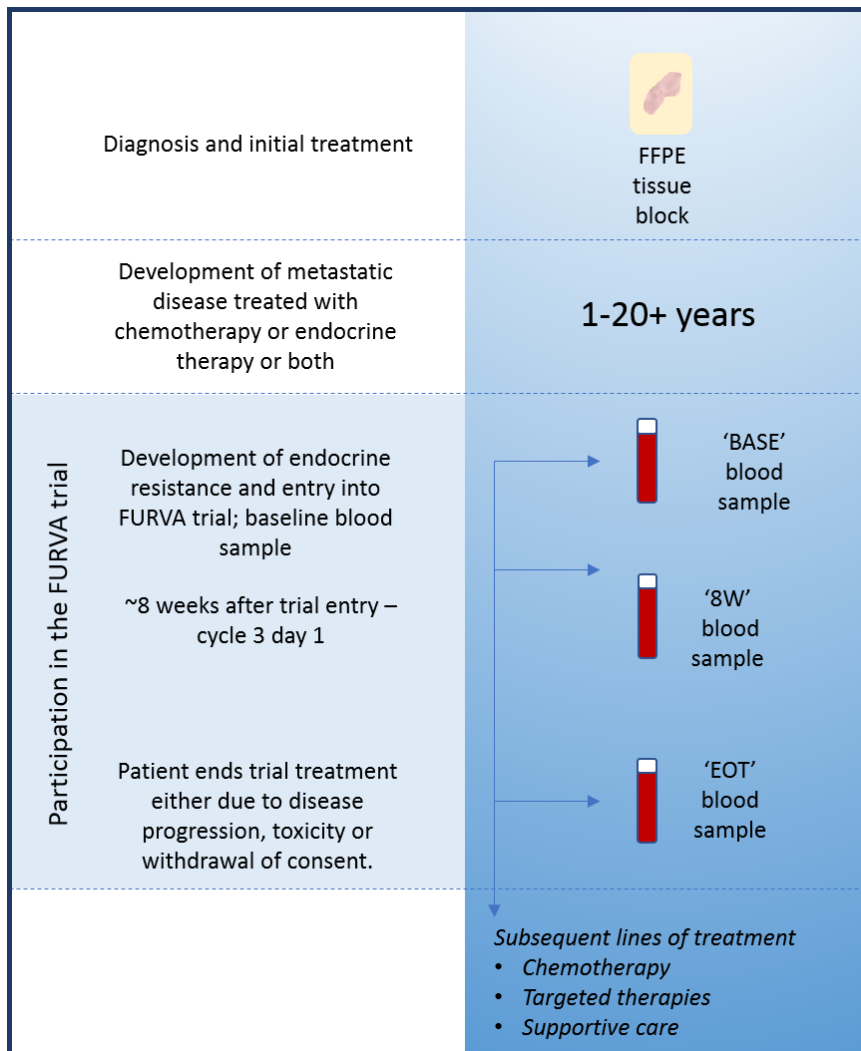 Diagnosis and initial treatment
FFPE
tissue
block
Development of metastatic
disease treated with
chemotherapy or endocrine
therapy or both
1-20+ years
Participation in the FURVA trial
Development of endocrine
resistance and entry into
FURVA trial; baseline blood
sample
‘BASE’
blood
sample
~8 weeks after trial entry –
cycle 3 day 1
‘8W’
blood
sample
Patient ends trial treatment
either due to disease
progression, toxicity or
withdrawal of consent.
‘EOT’
blood
sample
Subsequent lines of treatment
• Chemotherapy
• Targeted therapies
• Supportive care